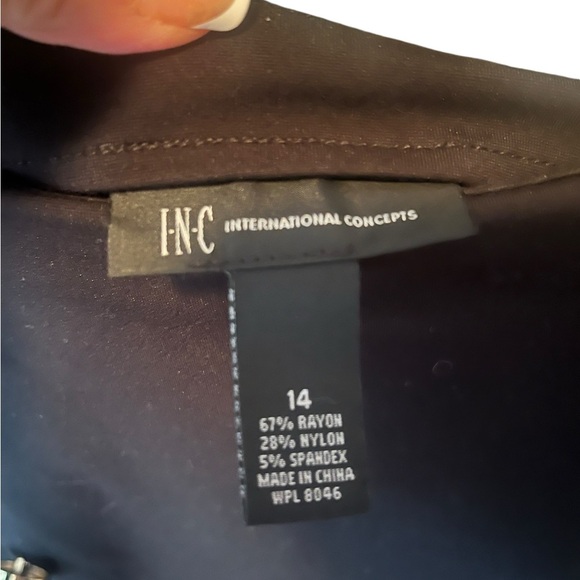 I·N·C INTERNATIONAL CONCEPTS
14
67% RAYON
28% NYLON
5% SPANDEX
MADE IN CHINA
WPL 8046